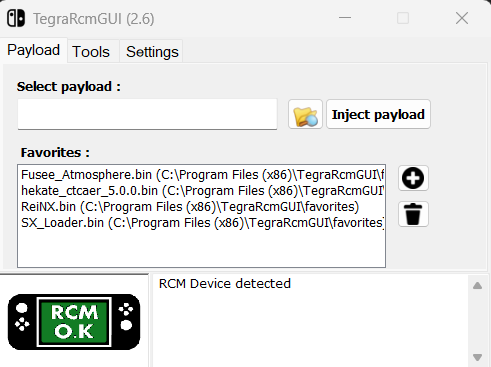 TegraRcmGUI (2.6)
Payload Tools Settings
Select payload :
Inject payload
Favorites :
Fusee_Atmosphere.bin (C:\Program Files (x86)\TegraRcmGUI\f
hekate_ctcaer_5.0.0.bin (C:\Program Files (x86)\TegraRcmGUI\
ReiNX.bin (C:\Program Files (x86)\TegraRcmGUI\favorites)
SX_Loader.bin (C:\Program Files (x86)\TegraRcmGUI\favorites)
RCM Device detected
RCM
O.K